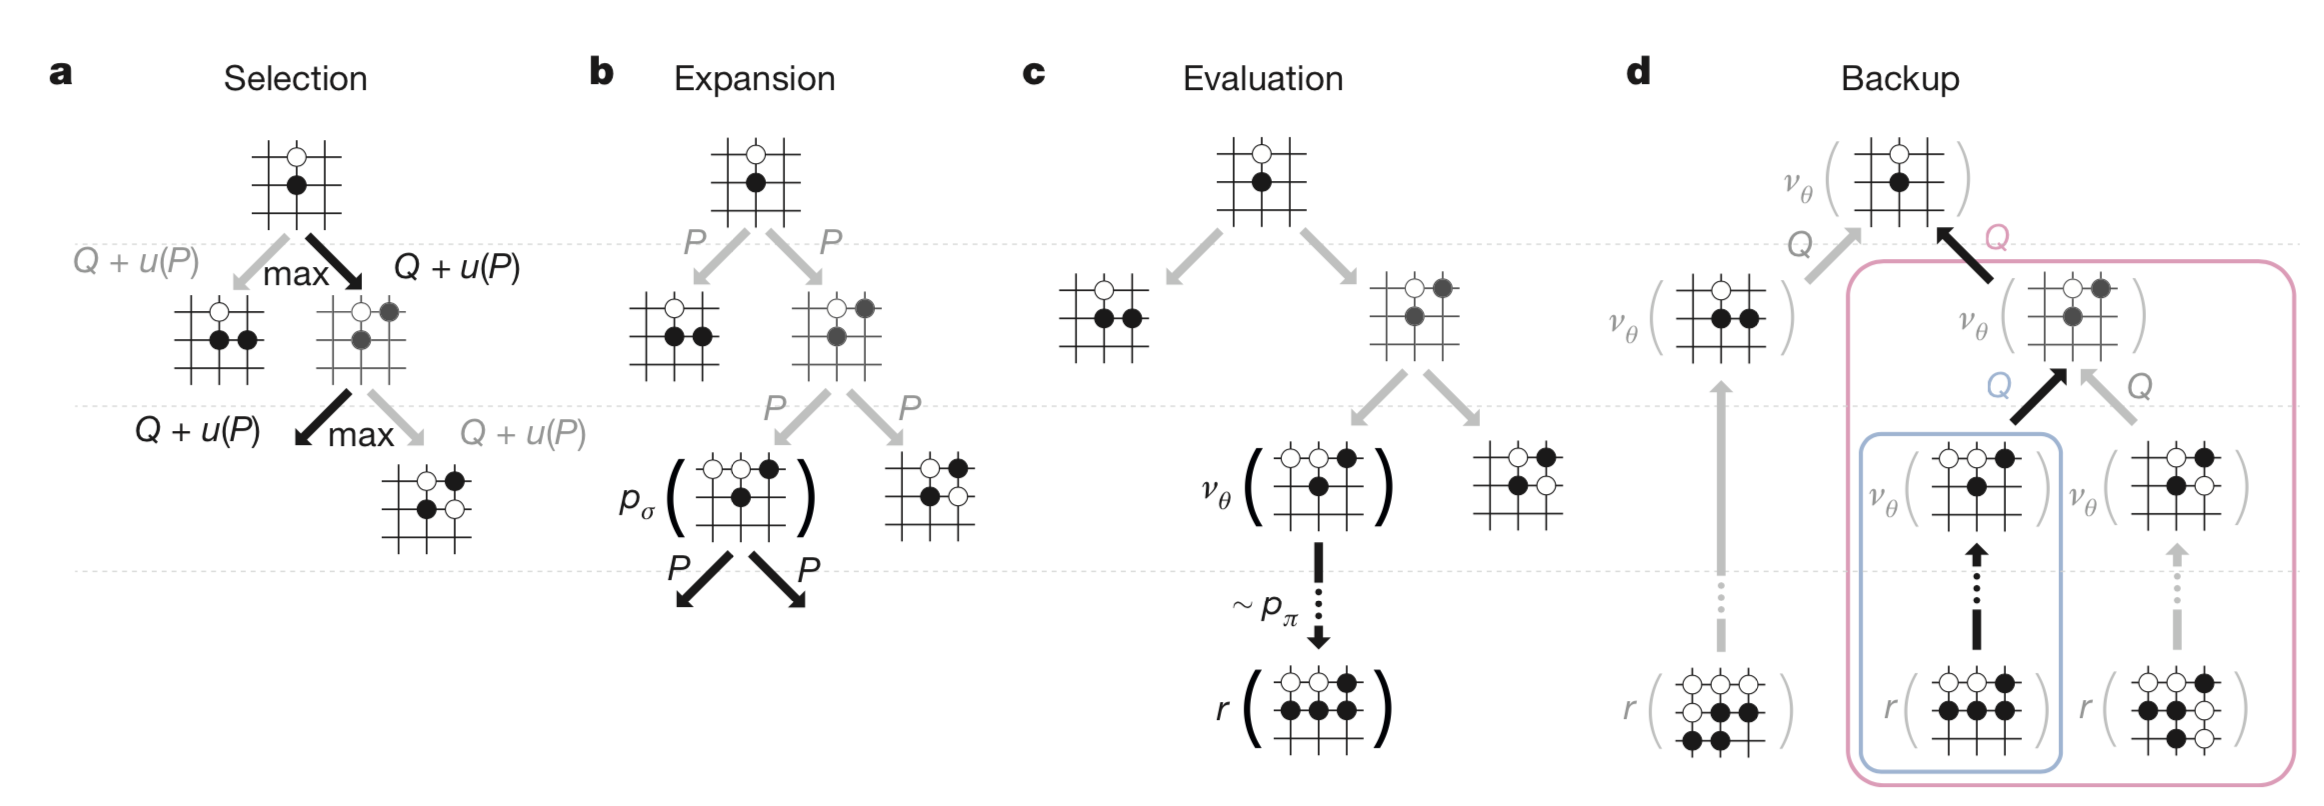 a Selection
Q + u(P) max Q + u(P)
Q + u(P) max Q + u(P)
b Expansion
P P
P P
pσ
P P
c Evaluation
νθ
~ pπ
r
d Backup
νθ
Q Q
νθ νθ
Q Q
νθ νθ
r r r